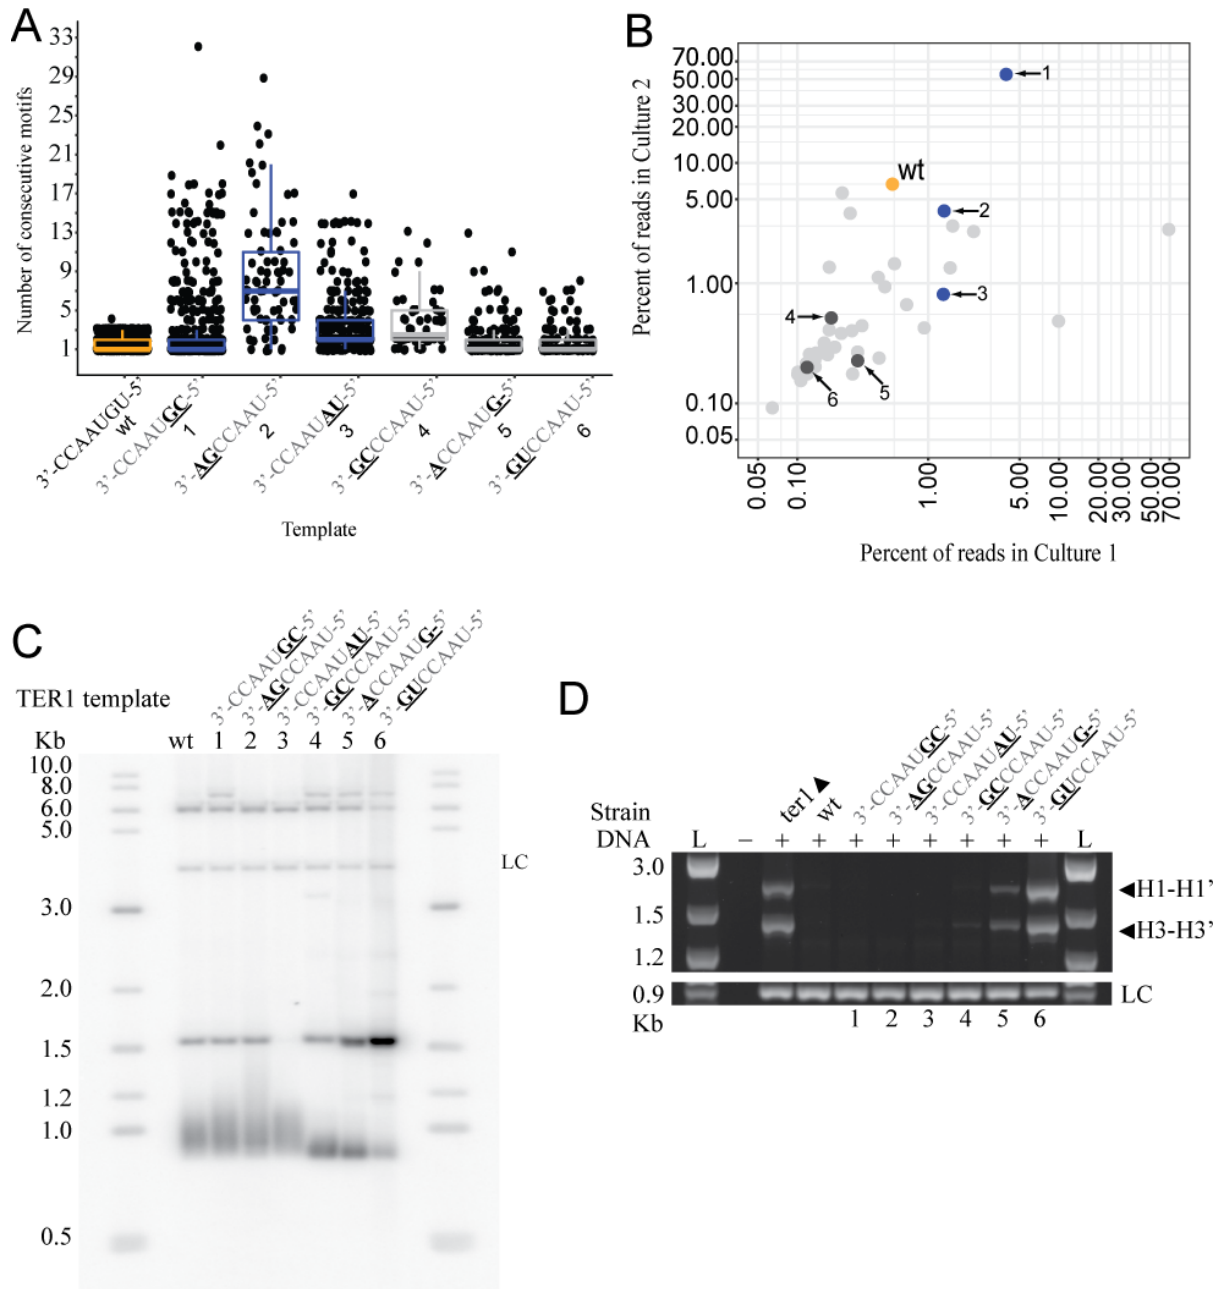 A
33
29
25
21
17
13
9
5
1
Number of consecutive motifs
3’-CCAAUGU-5’
wt
3’-CCAAUGC-5’
1
3’-AGCCAAU-5’
2
3’-CCAAUAU-5’
3
3’-GCCCAAU-5’
4
3’-ACCAAUG-5’
5
3’-GUCCAAU-5’
6
Template
B
70.00
50.00
30.00
20.00
10.00
5.00
1.00
0.10
0.05
Percent of reads in Culture 2
1
wt
2
3
4
5
6
0.05
0.10
1.00
5.00
10.00
20.00
30.00
50.00
70.00
Percent of reads in Culture 1
C
3’-CCAAUGC-5’
3’-AGCCAAU-5’
3’-CCAAUAU-5’
3’-GCCCAAU-5’
3’-ACCAAUG-5’
3’-GUCCAAU-5’
TER1 template
Kb wt 1 2 3 4 5 6
10.0
8.0
6.0
5.0
LC
3.0
2.0
1.5
1.2
1.0
0.5
D
ter1▲
wt
3’-CCAAUGC-5’
3’-AGCCAAU-5’
3’-CCAAUAU-5’
3’-GCCCAAU-5’
3’-ACCAAUG-5’
3’-GUCCAAU-5’
Strain
DNA L – + + + + + + + + L
3.0
◀H1-H1’
1.5
◀H3-H3’
1.2
0.9 LC
Kb 1 2 3 4 5 6